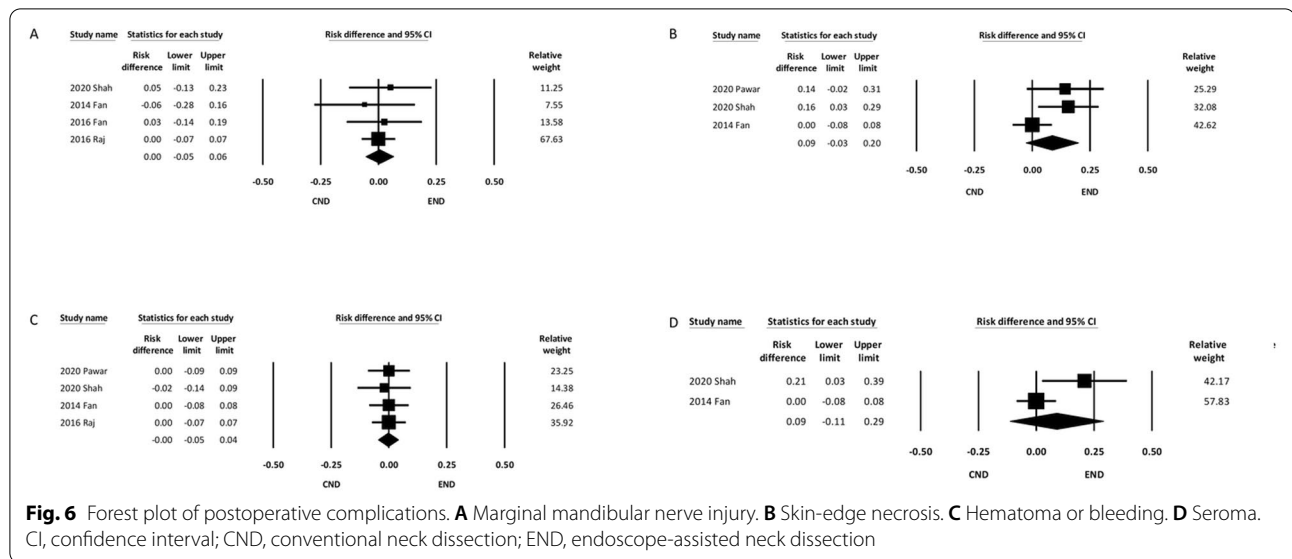 A
Study name Statistics for each study Risk difference and 95% CI
Risk difference Lower limit Upper limit Relative weight
2020 Shah 0.05 -0.13 0.23 11.25
2014 Fan -0.06 -0.28 0.16 7.55
2016 Fan 0.03 -0.14 0.19 13.58
2016 Raj 0.00 -0.07 0.07 67.63
0.00 -0.05 0.06
-0.50 -0.25 0.00 0.25 0.50
CND END
B
Study name Statistics for each study Risk difference and 95% CI
Risk difference Lower limit Upper limit Relative weight
2020 Pawar 0.14 -0.02 0.31 25.29
2020 Shah 0.16 0.03 0.29 32.08
2014 Fan 0.00 -0.08 0.08 42.62
0.09 -0.03 0.20
-0.50 -0.25 0.00 0.25 0.50
CND END
C
Study name Statistics for each study Risk difference and 95% CI
Risk difference Lower limit Upper limit Relative weight
2020 Pawar 0.00 -0.09 0.09 23.25
2020 Shah -0.02 -0.14 0.09 14.38
2014 Fan 0.00 -0.08 0.08 26.46
2016 Raj 0.00 -0.07 0.07 35.92
-0.00 -0.05 0.04
-0.50 -0.25 0.00 0.25 0.50
CND END
D
Study name Statistics for each study Risk difference and 95% CI
Risk difference Lower limit Upper limit Relative weight
2020 Shah 0.21 0.03 0.39 42.17
2014 Fan 0.00 -0.08 0.08 57.83
0.09 -0.11 0.29
-0.50 -0.25 0.00 0.25 0.50
CND END
Fig. 6 Forest plot of postoperative complications. A Marginal mandibular nerve injury. B Skin-edge necrosis. C Hematoma or bleeding. D Seroma.
CI, confidence interval; CND, conventional neck dissection; END, endoscope-assisted neck dissection